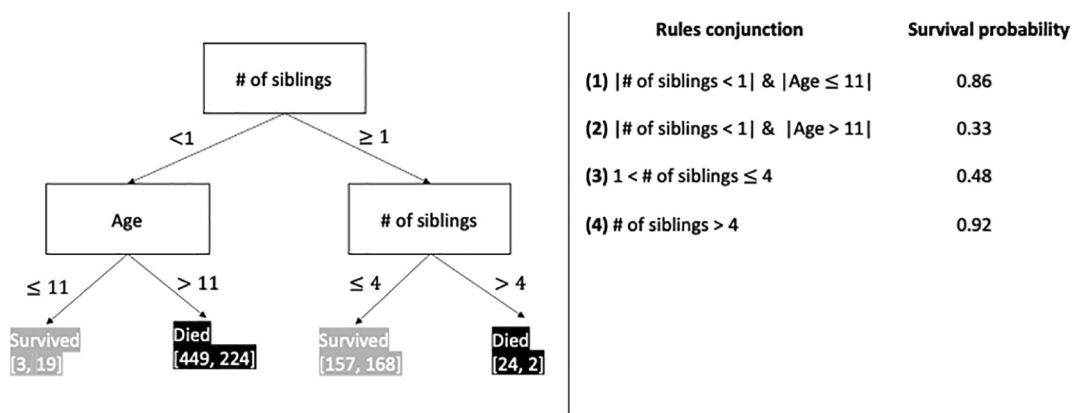 # of siblings
<1
≥ 1
Age
# of siblings
≤ 11
> 11
≤ 4
> 4
Survived
[3, 19]
Died
[449, 224]
Survived
[157, 168]
Died
[24, 2]
Rules conjunction Survival probability
(1) |# of siblings < 1| & |Age ≤ 11| 0.86
(2) |# of siblings < 1| & |Age > 11| 0.33
(3) 1 < # of siblings ≤ 4 0.48
(4) # of siblings > 4 0.92